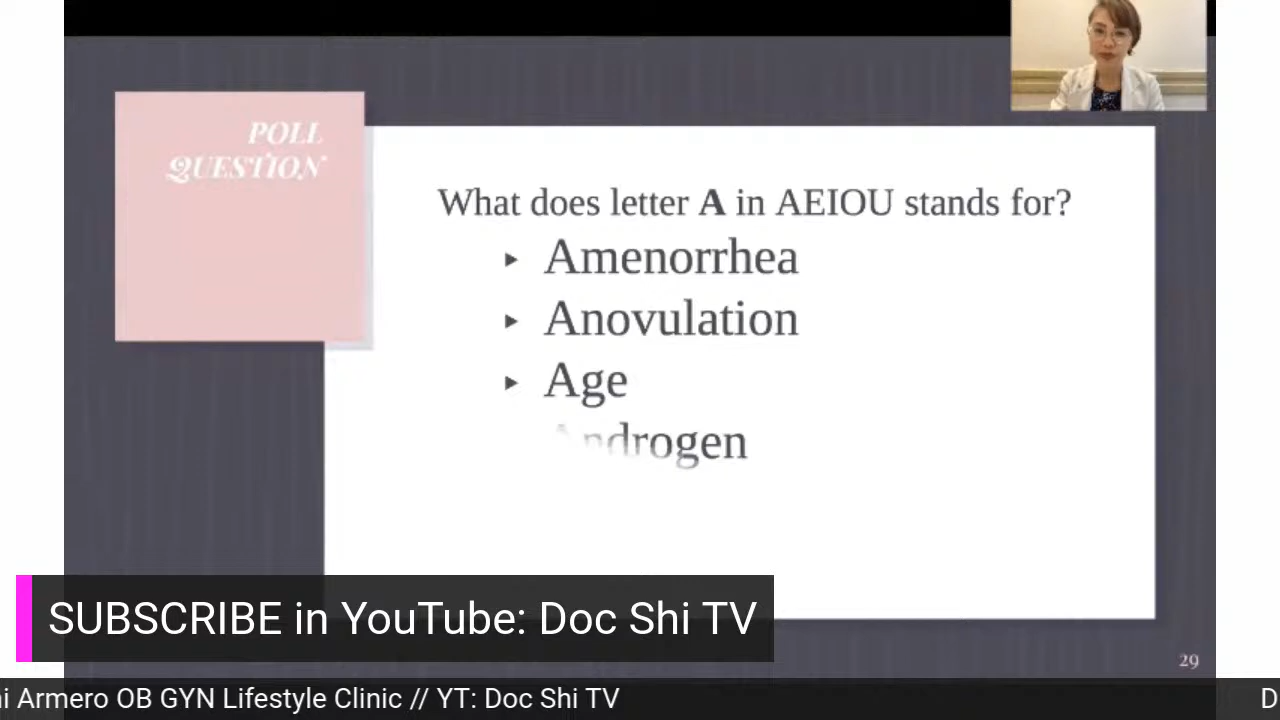 POLL
QUESTION
What does letter A in AEIOU stands for?
‣ Amenorrhea
‣ Anovulation
‣ Age
Androgen
SUBSCRIBE in YouTube: Doc Shi TV
29
Armero OB GYN Lifestyle Clinic // YT: Doc Shi TV